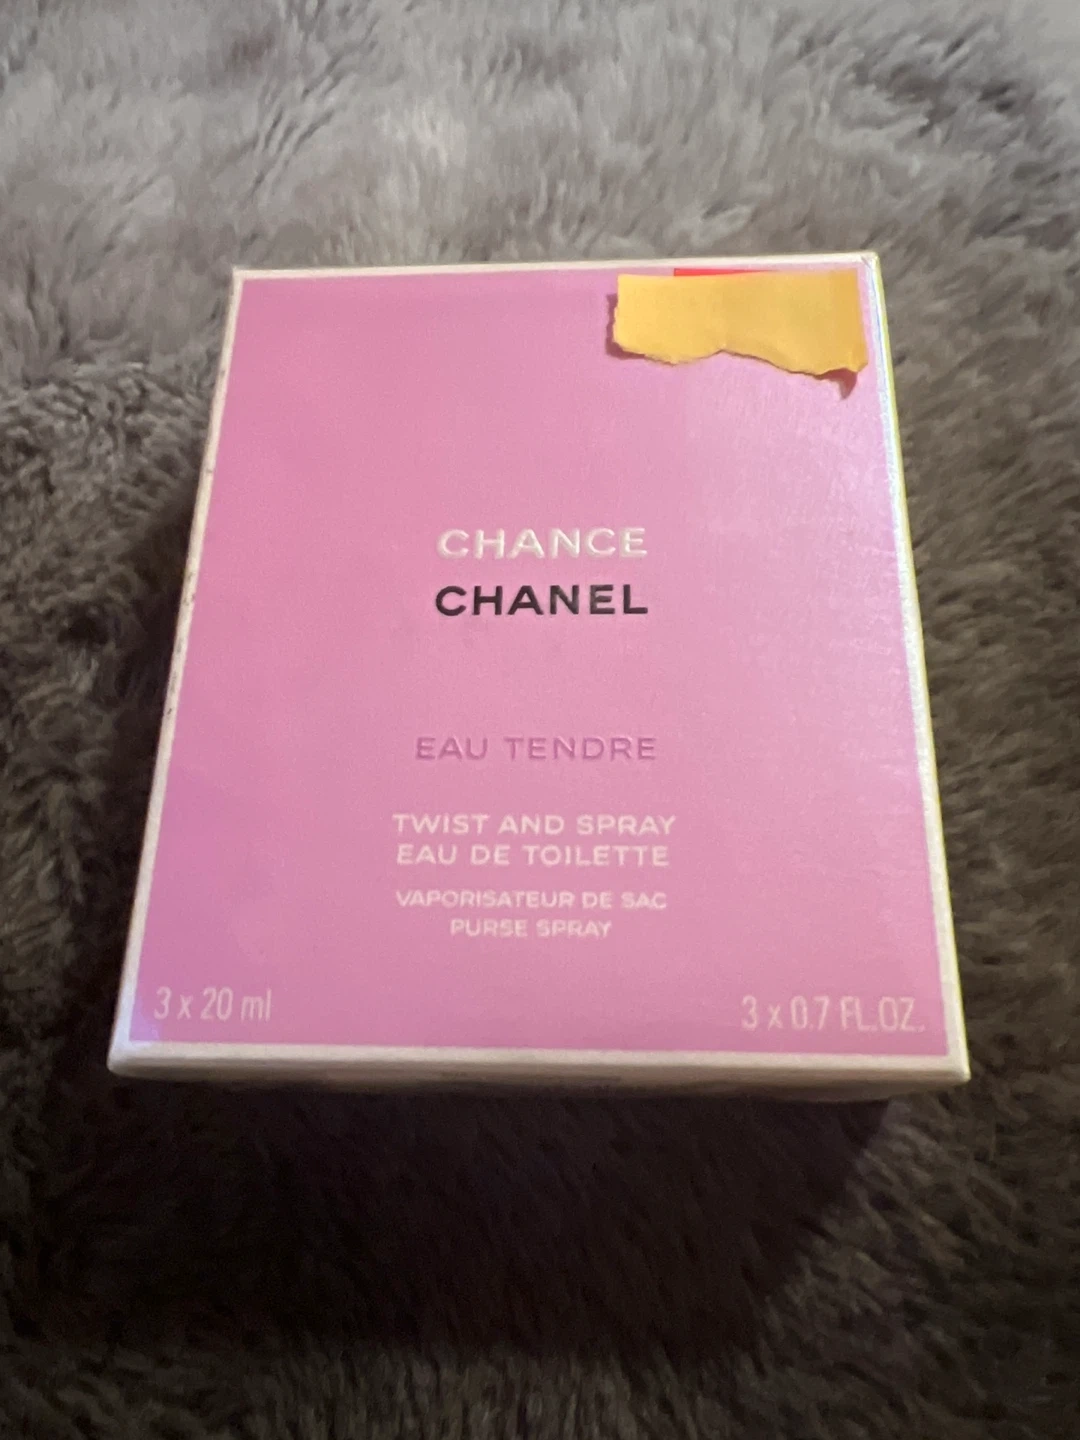 CHANCE
CHANEL
EAU TENDRE
TWIST AND SPRAY
EAU DE TOILETTE
VAPORISATEUR DE SAC
PURSE SPRAY
3 x 20 ml
3 x 0.7 FL.OZ.